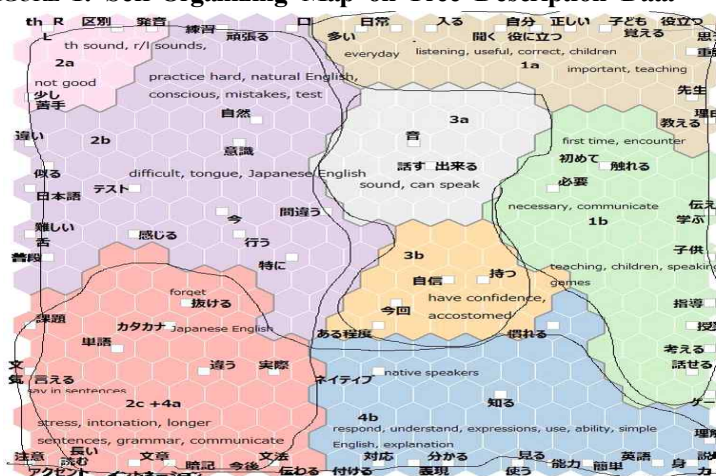 Self Organizing Map on Free Description Data
th R 区別 発音 練習 口 日常 入る 自分 正しい 子ども 役立つ
頑張る 多い 聞く 役に立つ 覚える
th sound, r/l sounds,
everyday listening, useful, correct, children
2a 1a
not good practice hard, natural English, important, teaching
conscious, mistakes, test
少し
苦手
先生
自然 3a
教える
違い 2b 音
first time, encounter
意識 初めて 触れる
似る difficult, tongue, Japanese English 話す 出来る
テスト sound, can speak 必要
日本語
necessary, communicate
今 間違う 1b 学ぶ
難しい
舌 感じる 行う
普段 特に 3b 子供
自信 持つ teaching, children, speaking
games
forget have confidence,
抜ける 今回 accostomed 指導
課題 カタカナ Japanese English ある程度 慣れる
単語
考える
文 違う 実際 native speakers 話せる
気 言える ネイティブ
say in sentences
2c +4a 知る
stress, intonation, longer 4b
respond, understand, expressions, use, ability, simple
sentences, grammar, communicate English, explanation
長い
注意 読む 文章 文法 対応 分かる 見る 英語
アクセント 暗記 今後 伝わる 付ける 表現 使う 能力 簡単 身